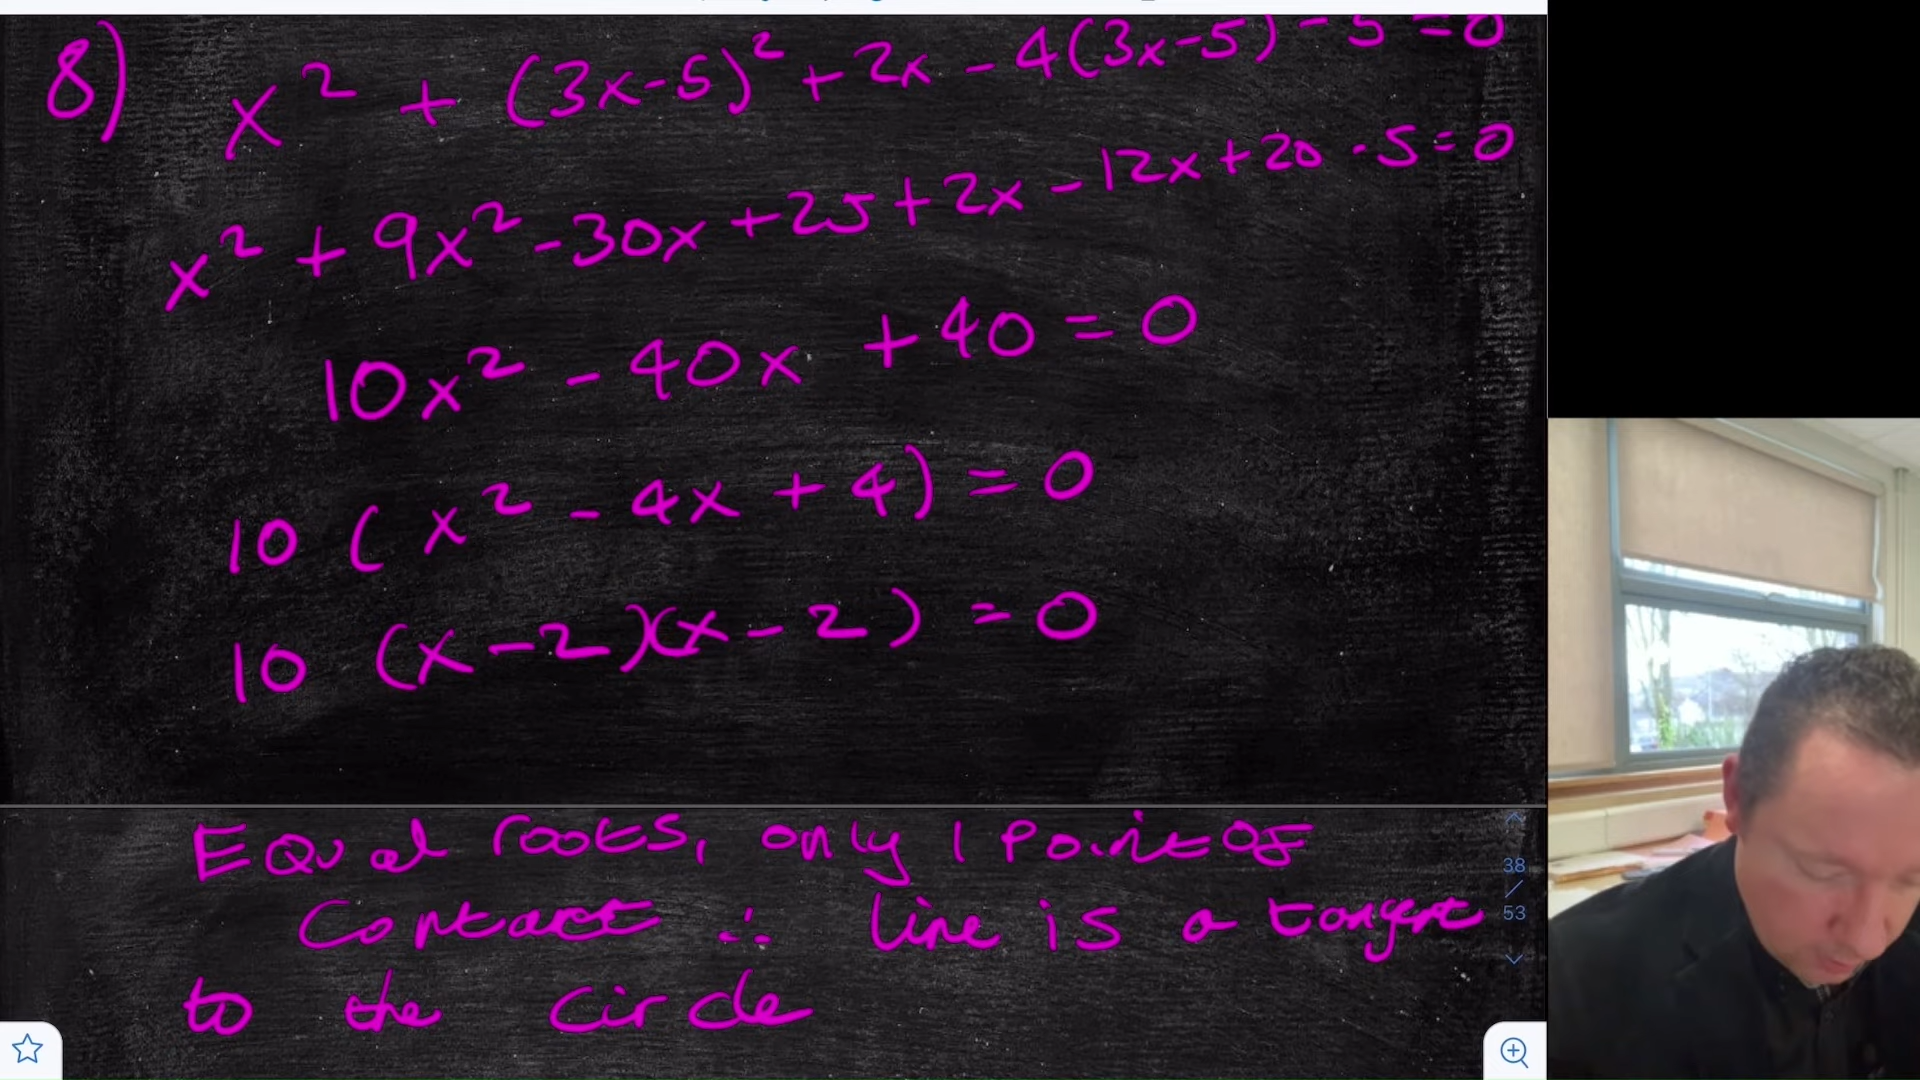 8) x² + (3x-5)² + 2x - 4(3x-5) - 5 = 0
x² + 9x² - 30x + 25 + 2x - 12x + 20 - 5 = 0
10x² - 40x + 40 = 0
10 (x² - 4x + 4) = 0
10 (x - 2)(x - 2) = 0
Equal roots, only 1 point of
contact ∴ line is a tangent
to the circle
38
/
53